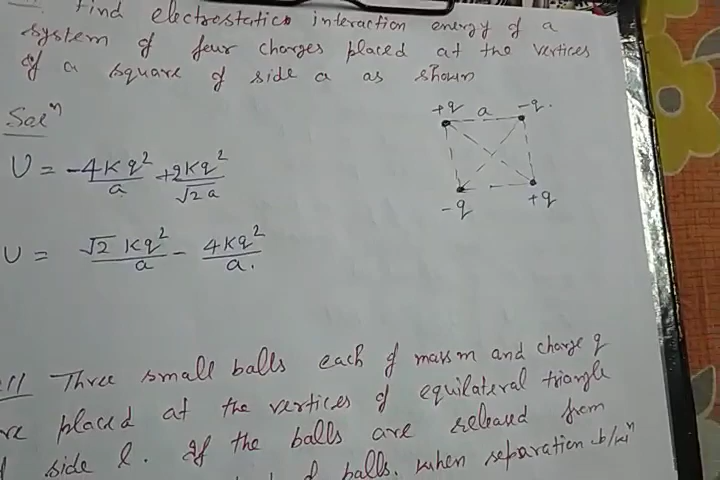 Find electrostatics interaction energy of a
system of four charges placed at the vertices
of a square of side a as shown
Solⁿ
+q a -q.
U = -4Kq²/a + 2Kq²/√2a
-q +q
U = √2 Kq²/a - 4Kq²/a.
11 Three small balls each of mass m and charge q
placed at the vertices of equilateral triangle
side l. If the balls are released from
balls. when separation b/wⁿ